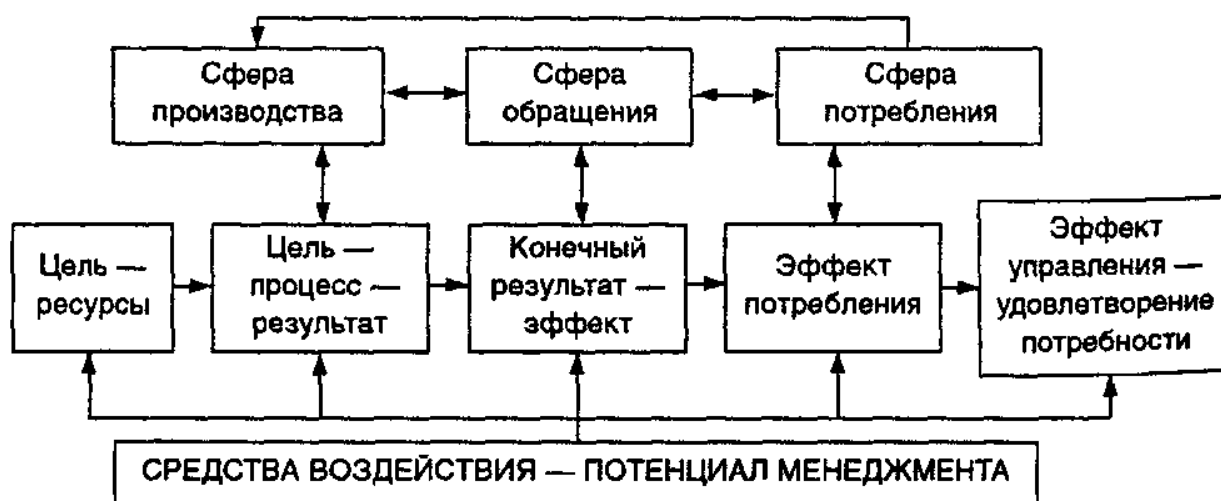 Сфера
производства
Сфера
обращения
Сфера
потребления
Цель —
ресурсы
Цель —
процесс —
результат
Конечный
результат —
эффект
Эффект
потребления
Эффект
управления —
удовлетворение
потребности
СРЕДСТВА ВОЗДЕЙСТВИЯ — ПОТЕНЦИАЛ МЕНЕДЖМЕНТА